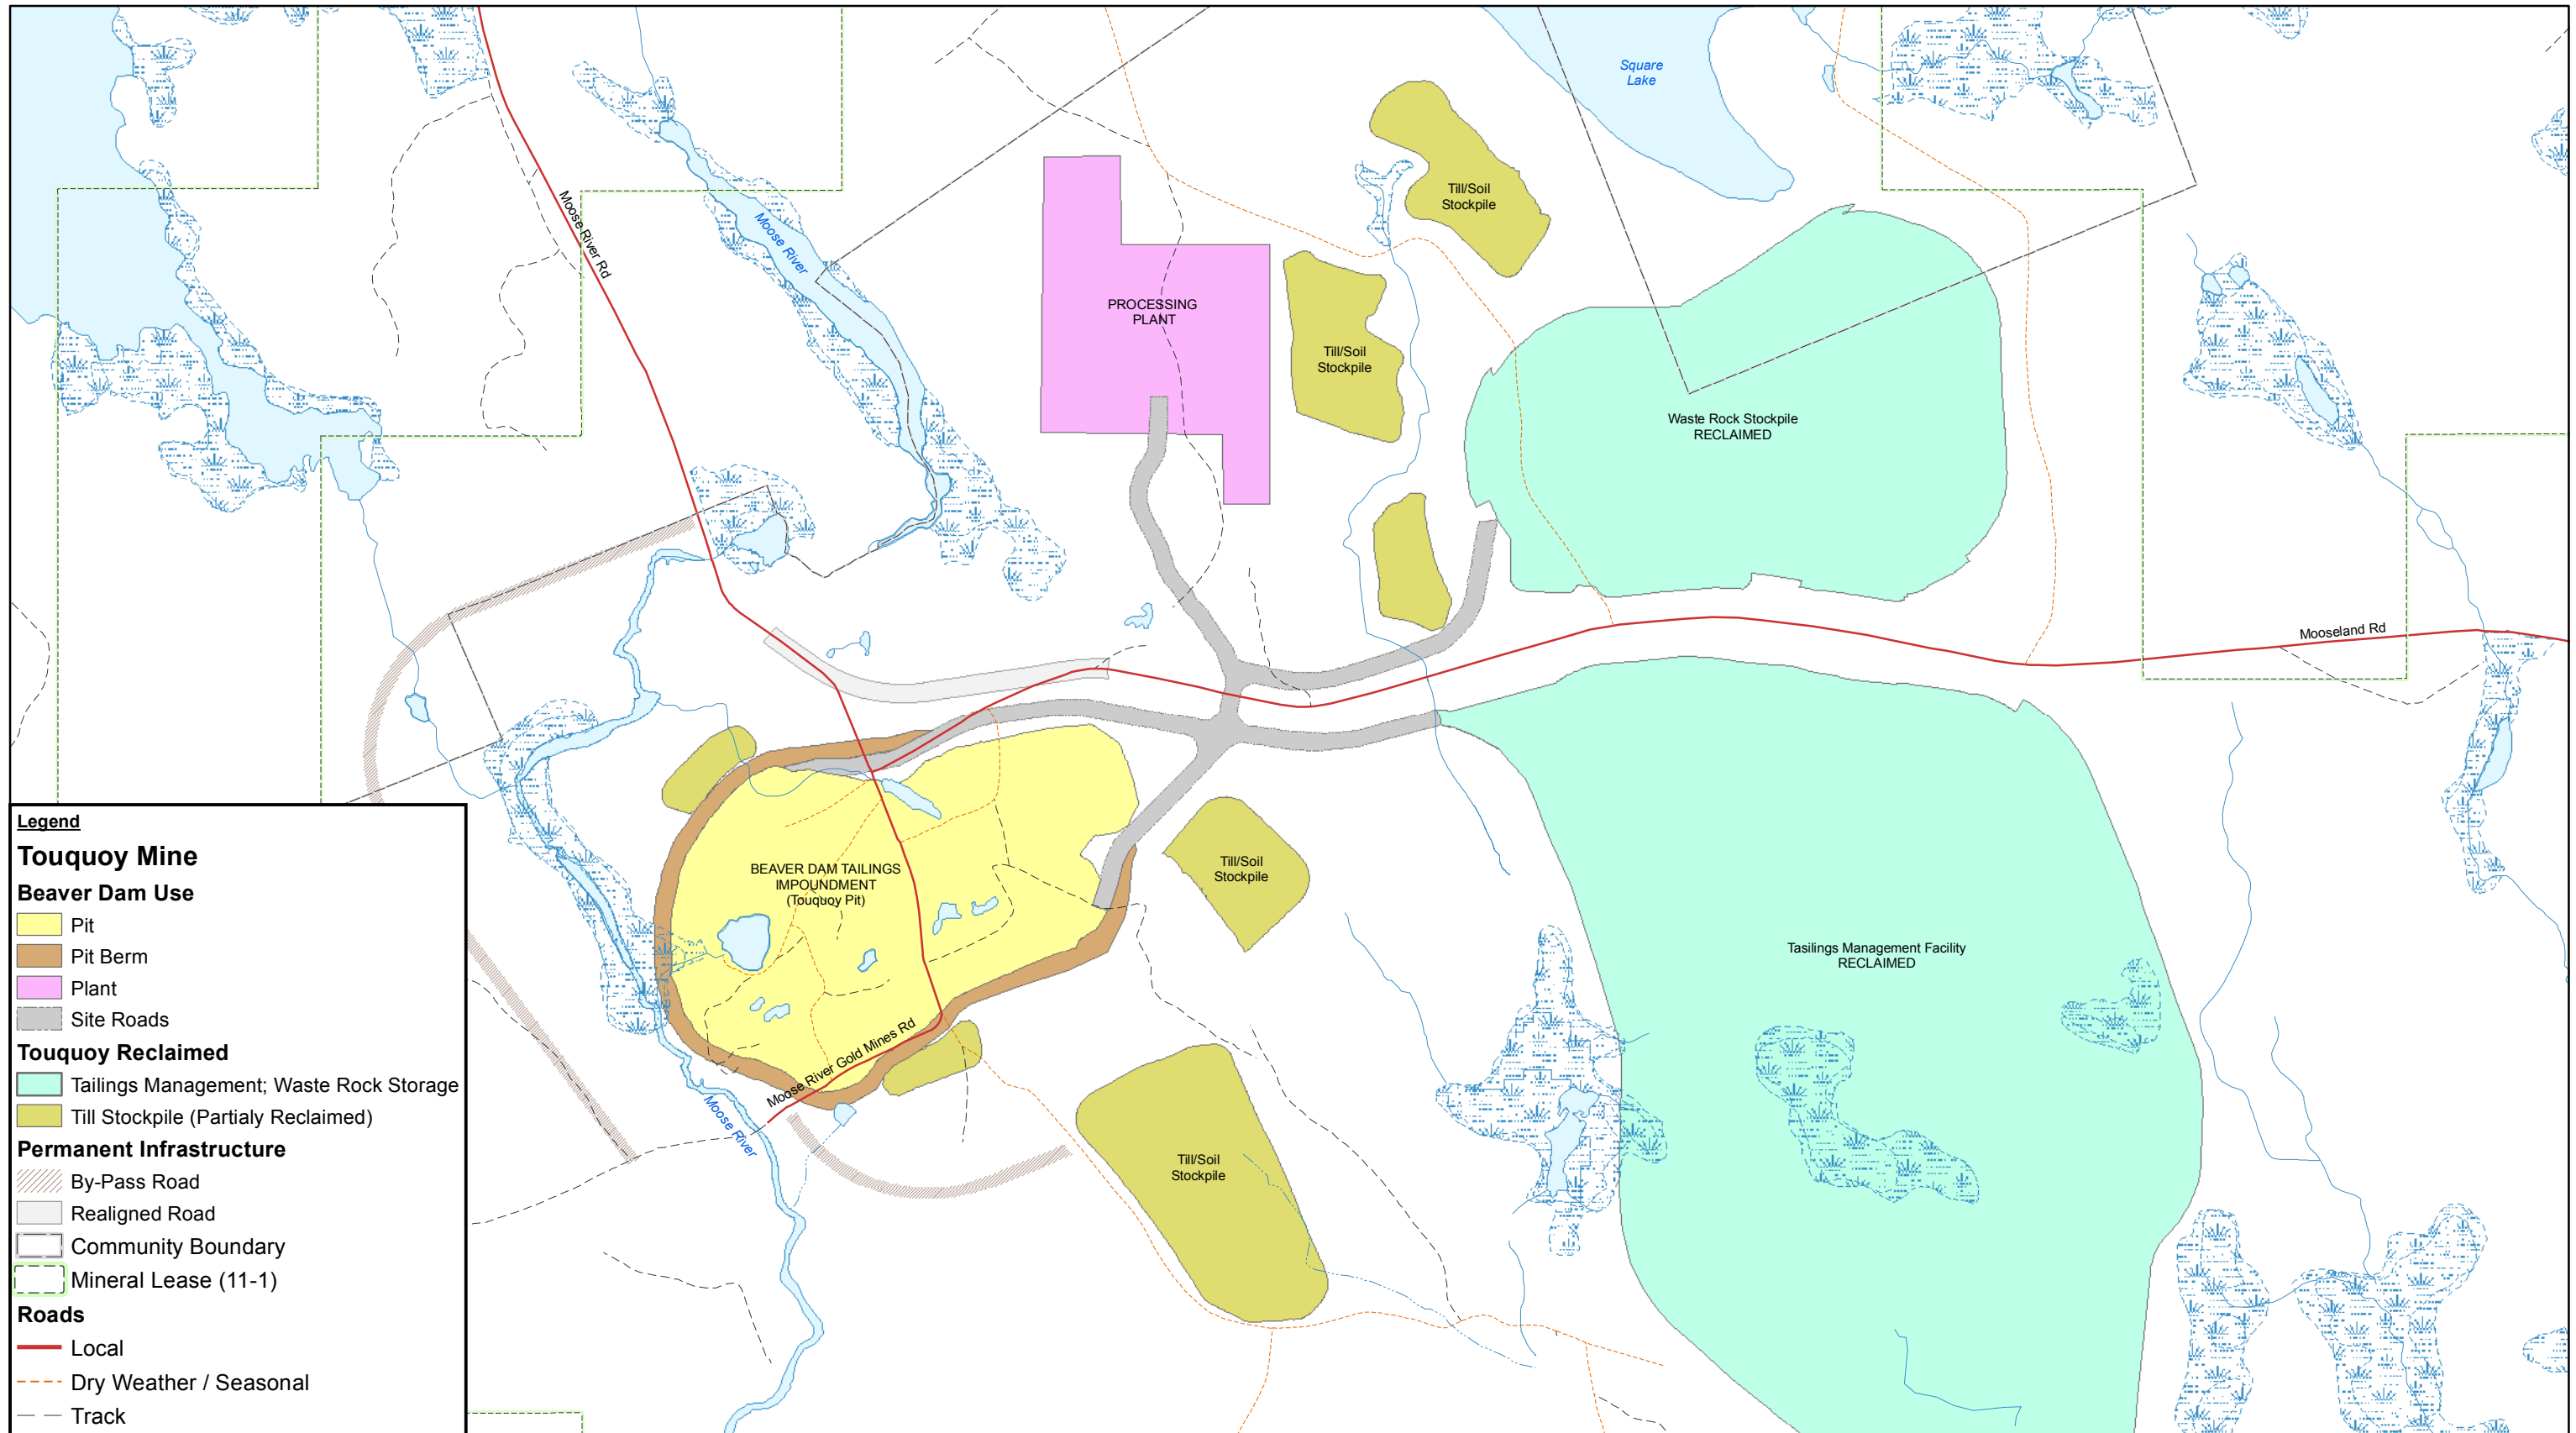 Square
Lake
Till/Soil
Stockpile
Moose River Rd
Moose River
PROCESSING
PLANT
Till/Soil
Stockpile
Waste Rock Stockpile
RECLAIMED
Mooseland Rd
BEAVER DAM TAILINGS
IMPOUNDMENT
(Touquoy Pit)
Till/Soil
Stockpile
Tasilings Management Facility
RECLAIMED
Moose River Gold Mines Rd
Moose River
Till/Soil
Stockpile
Legend
Touquoy Mine
Beaver Dam Use
Pit
Pit Berm
Plant
Site Roads
Touquoy Reclaimed
Tailings Management; Waste Rock Storage
Till Stockpile (Partialy Reclaimed)
Permanent Infrastructure
By-Pass Road
Realigned Road
Community Boundary
Mineral Lease (11-1)
Roads
Local
Dry Weather / Seasonal
Track